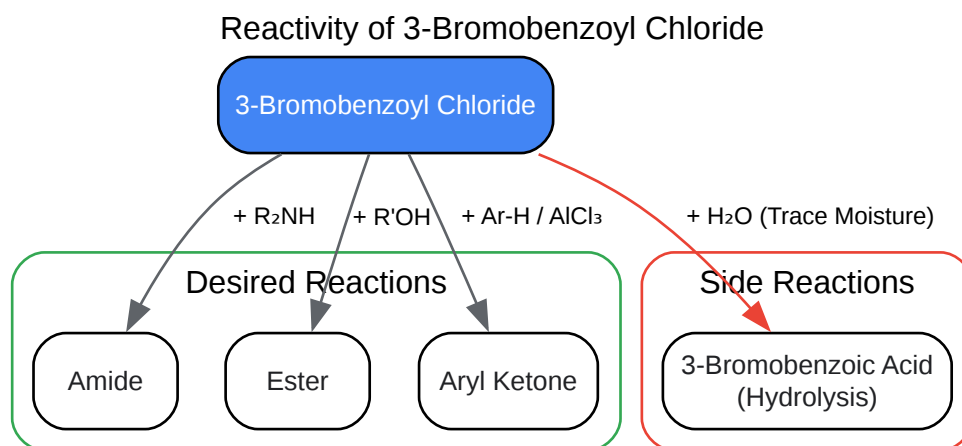 Reactivity of 3-Bromobenzoyl Chloride
3-Bromobenzoyl Chloride
+ R₂NH
+ R'OH
+ Ar-H / AlCl₃
+ H₂O (Trace Moisture)
Desired Reactions
Side Reactions
Amide
Ester
Aryl Ketone
3-Bromobenzoic Acid
(Hydrolysis)